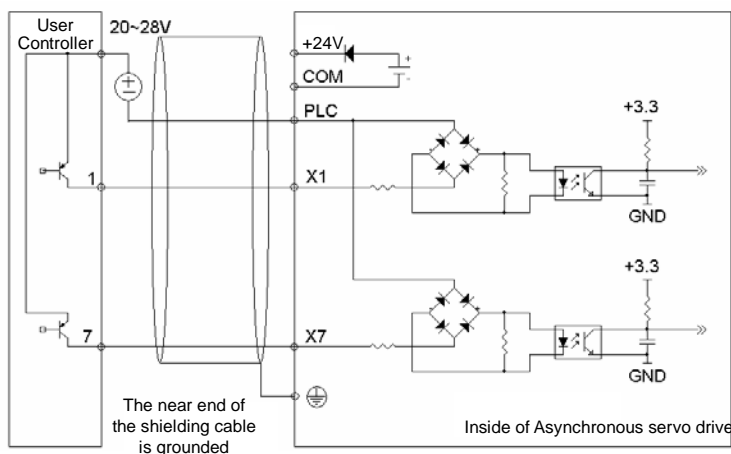 User
Controller
20~28V
+24V
COM
PLC
+3.3
1
X1
GND
+3.3
7
X7
GND
The near end of
the shielding cable
is grounded
Inside of Asynchronous servo drive